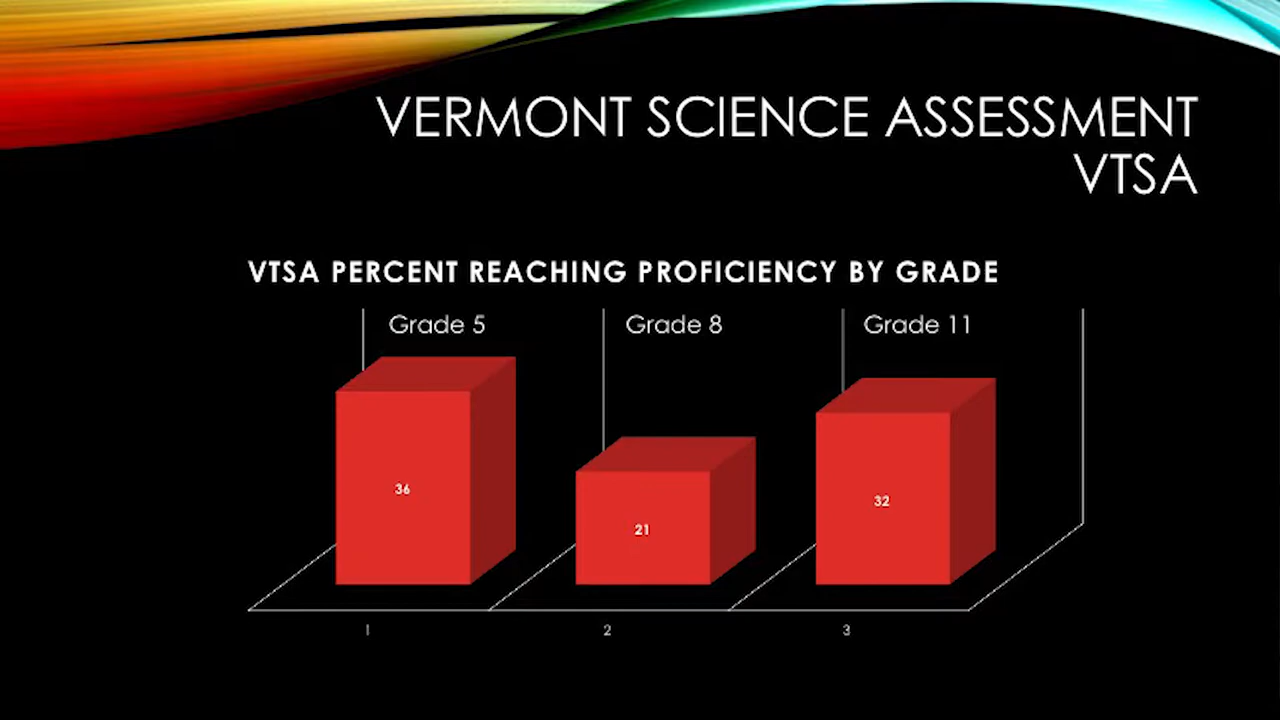 VERMONT SCIENCE ASSESSMENT
VTSA
VTSA PERCENT REACHING PROFICIENCY BY GRADE
Grade 5 Grade 8 Grade 11
36 21 32
1 2 3